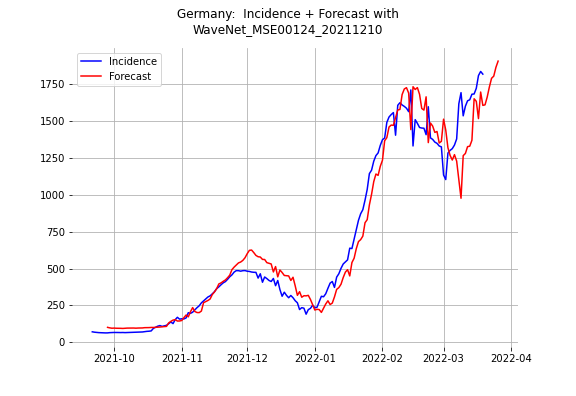 Germany:  Incidence + Forecast with
WaveNet_MSE00124_20211210
Incidence
Forecast
1750
1500
1250
1000
750
500
250
0
2021-10 2021-11 2021-12 2022-01 2022-02 2022-03 2022-04